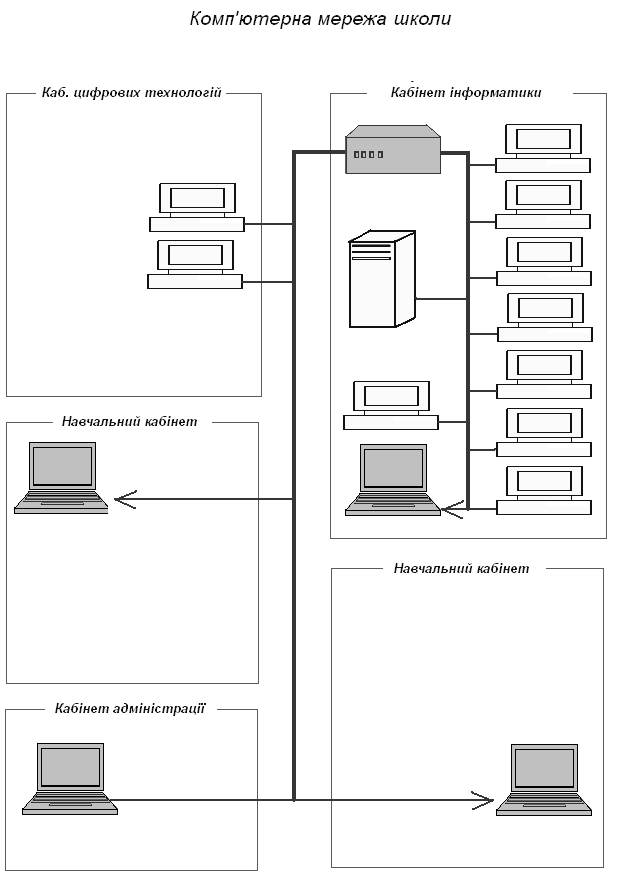 Комп'ютерна мережа школи
Каб. цифрових технологій
Кабінет інформатики
Навчальний кабінет
Навчальний кабінет
Кабінет адміністрації